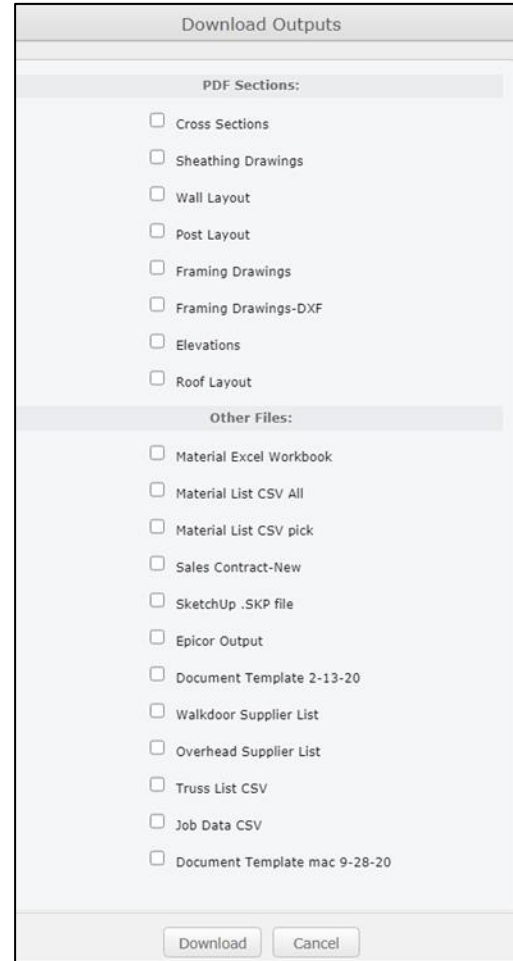 Download Outputs
PDF Sections:
Cross Sections
Sheathing Drawings
Wall Layout
Post Layout
Framing Drawings
Framing Drawings-DXF
Elevations
Roof Layout
Other Files:
Material Excel Workbook
Material List CSV All
Material List CSV pick
Sales Contract-New
SketchUp .SKP file
Epicor Output
Document Template 2-13-20
Walkdoor Supplier List
Overhead Supplier List
Truss List CSV
Job Data CSV
Document Template mac 9-28-20
Download Cancel